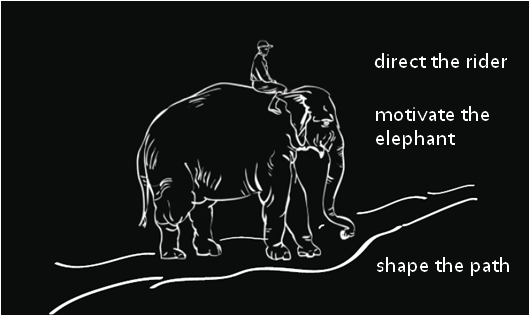 direct the rider
motivate the
elephant
shape the path